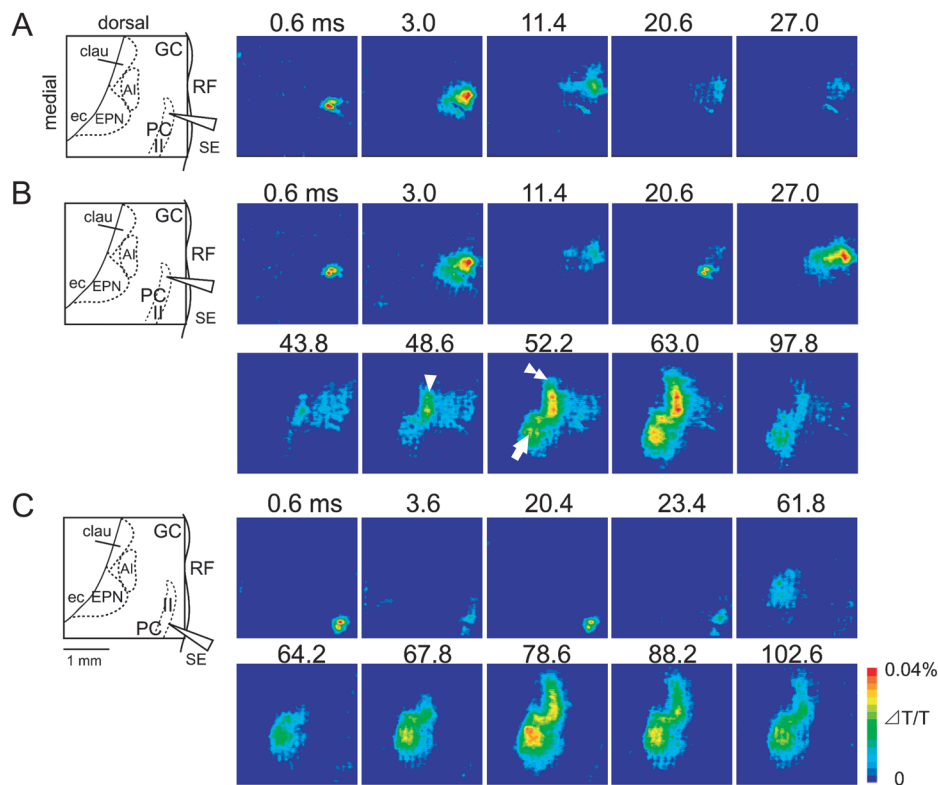 A
dorsal
medial
clau
GC
RF
AI
ec
EPN
PC
II
SE
0.6 ms 3.0 11.4 20.6 27.0
B
clau
GC
RF
AI
ec
EPN
PC
II
SE
0.6 ms 3.0 11.4 20.6 27.0
43.8 48.6 52.2 63.0 97.8
C
clau
GC
RF
AI
ec
EPN
II
PC
SE
1 mm
0.6 ms 3.6 20.4 23.4 61.8
64.2 67.8 78.6 88.2 102.6
0.04%
⊿T/T
0